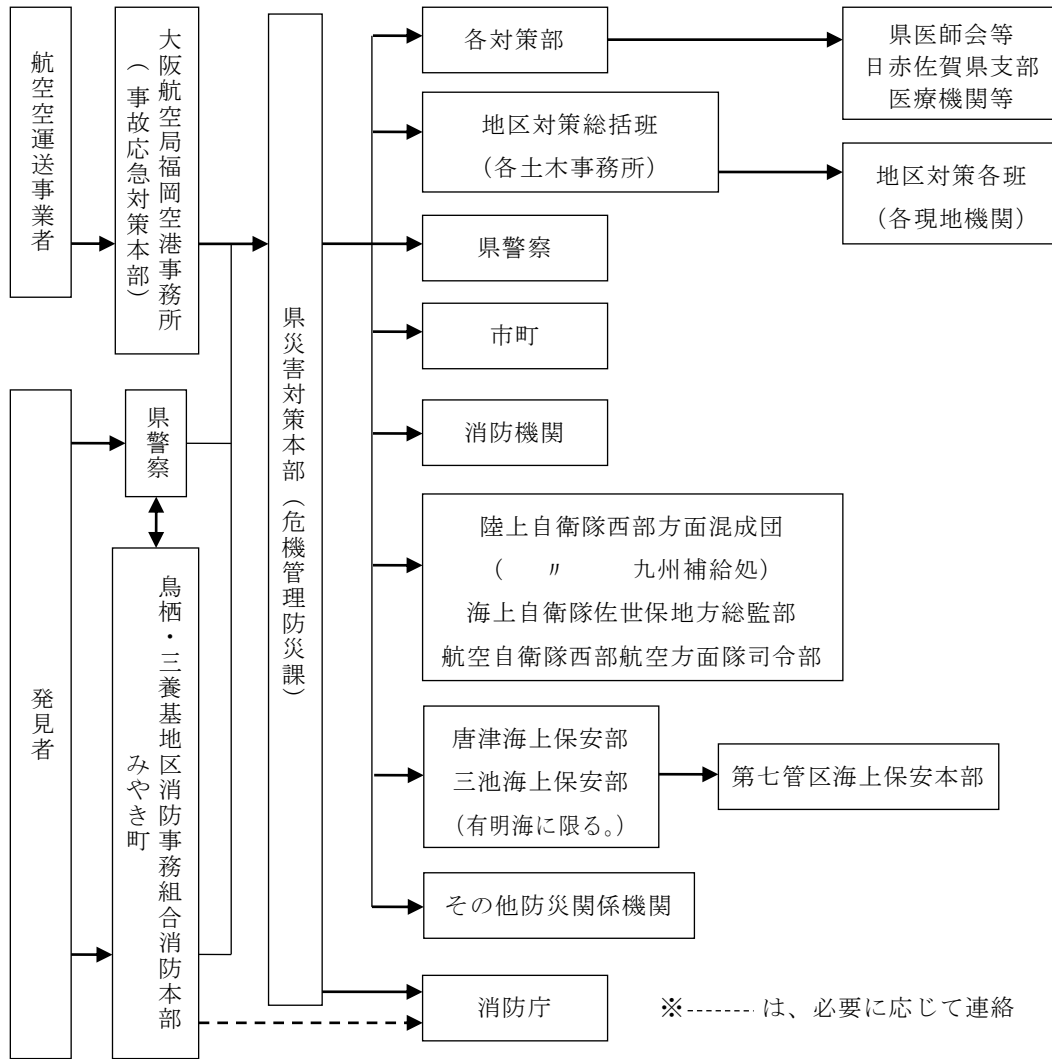 航空空運送事業者
大阪航空局福岡空港事務所
（事故応急対策本部）
発見者
県警察
鳥栖・三養基地区消防事務組合消防本部
みやき町
県災害対策本部（危機管理防災課）
各対策部
県医師会等
日赤佐賀県支部
医療機関等
地区対策総括班
（各土木事務所）
地区対策各班
（各現地機関）
県警察
市町
消防機関
陸上自衛隊西部方面混成団
（　〃　　九州補給処）
海上自衛隊佐世保地方総監部
航空自衛隊西部航空方面隊司令部
唐津海上保安部
三池海上保安部
（有明海に限る。）
第七管区海上保安本部
その他防災関係機関
消防庁
※-------は、必要に応じて連絡